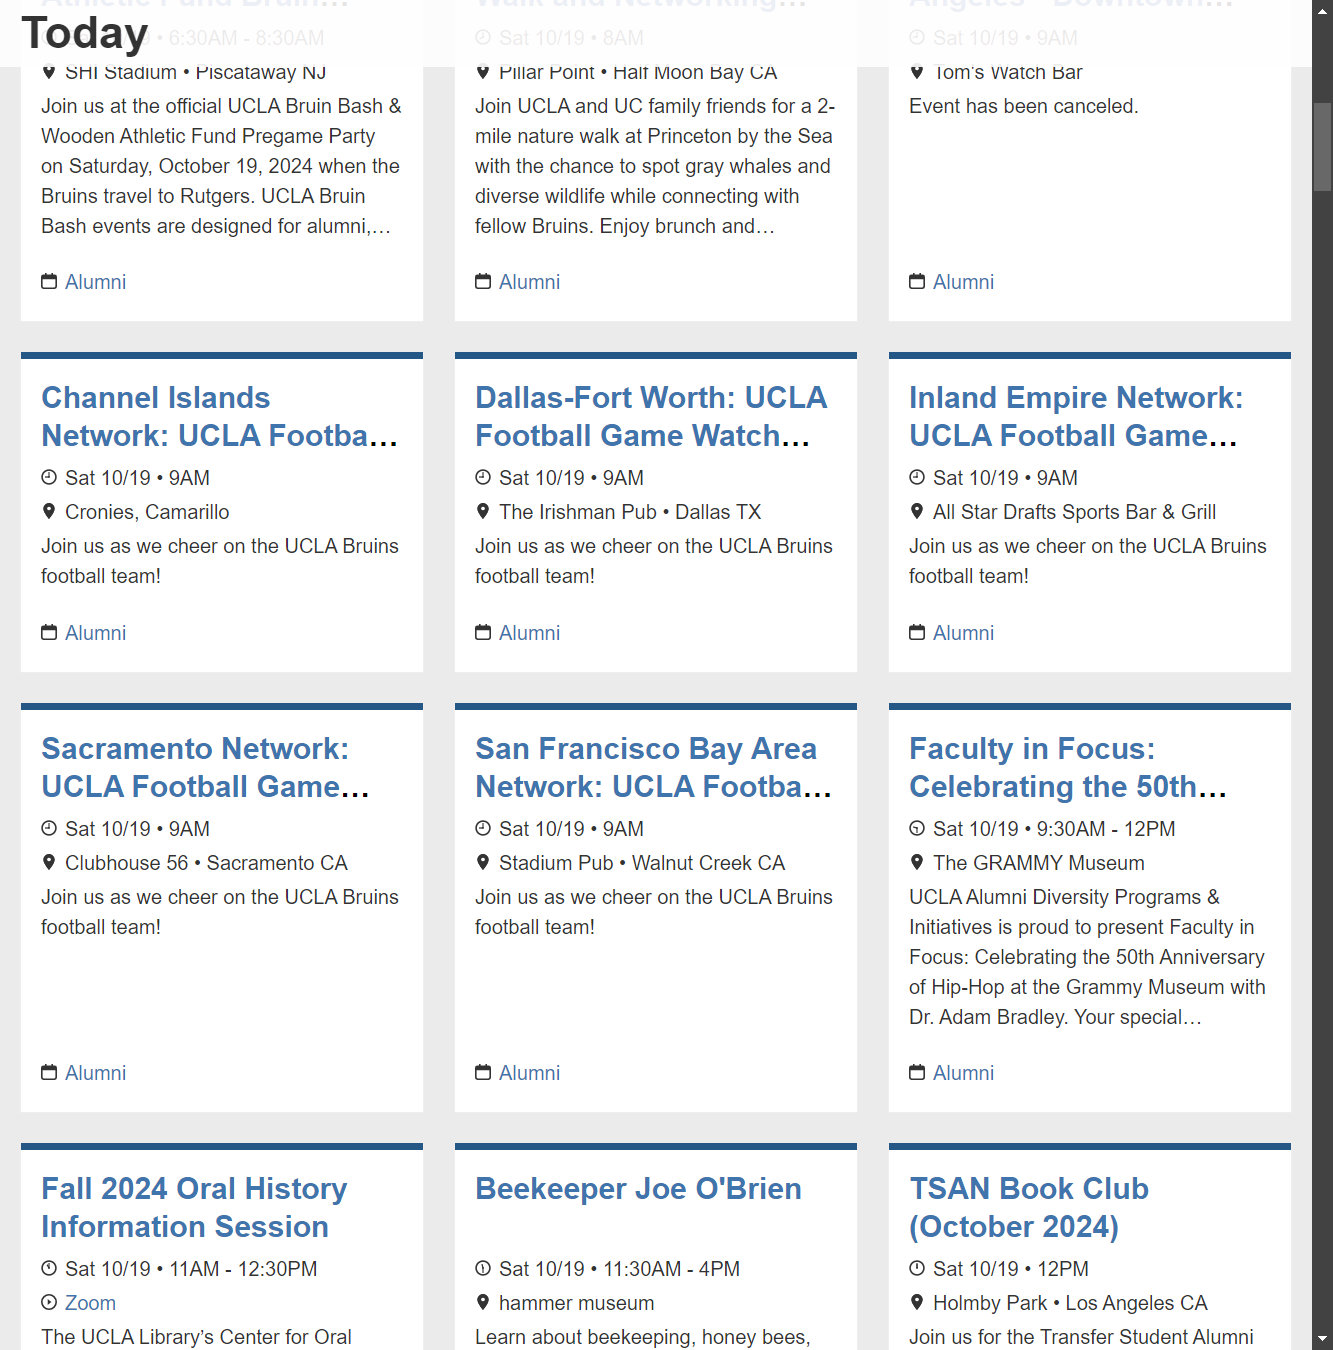 Today
Athletic Fund Bruin…
6:30AM - 8:30AM
SHI Stadium • Piscataway NJ
Join us at the official UCLA Bruin Bash &
Wooden Athletic Fund Pregame Party
on Saturday, October 19, 2024 when the
Bruins travel to Rutgers. UCLA Bruin
Bash events are designed for alumni,…
Alumni
Walk and Networking…
Sat 10/19 • 8AM
Pillar Point • Half Moon Bay CA
Join UCLA and UC family friends for a 2-
mile nature walk at Princeton by the Sea
with the chance to spot gray whales and
diverse wildlife while connecting with
fellow Bruins. Enjoy brunch and…
Alumni
Angeles - Downtown…
Sat 10/19 • 9AM
Tom's Watch Bar
Event has been canceled.
Alumni
Channel Islands
Network: UCLA Footba…
Sat 10/19 • 9AM
Cronies, Camarillo
Join us as we cheer on the UCLA Bruins
football team!
Alumni
Dallas-Fort Worth: UCLA
Football Game Watch…
Sat 10/19 • 9AM
The Irishman Pub • Dallas TX
Join us as we cheer on the UCLA Bruins
football team!
Alumni
Inland Empire Network:
UCLA Football Game…
Sat 10/19 • 9AM
All Star Drafts Sports Bar & Grill
Join us as we cheer on the UCLA Bruins
football team!
Alumni
Sacramento Network:
UCLA Football Game…
Sat 10/19 • 9AM
Clubhouse 56 • Sacramento CA
Join us as we cheer on the UCLA Bruins
football team!
Alumni
San Francisco Bay Area
Network: UCLA Footba…
Sat 10/19 • 9AM
Stadium Pub • Walnut Creek CA
Join us as we cheer on the UCLA Bruins
football team!
Alumni
Faculty in Focus:
Celebrating the 50th…
Sat 10/19 • 9:30AM - 12PM
The GRAMMY Museum
UCLA Alumni Diversity Programs &
Initiatives is proud to present Faculty in
Focus: Celebrating the 50th Anniversary
of Hip-Hop at the Grammy Museum with
Dr. Adam Bradley. Your special…
Alumni
Fall 2024 Oral History
Information Session
Sat 10/19 • 11AM - 12:30PM
Zoom
The UCLA Library’s Center for Oral
Beekeeper Joe O'Brien
Sat 10/19 • 11:30AM - 4PM
hammer museum
Learn about beekeeping, honey bees,
TSAN Book Club
(October 2024)
Sat 10/19 • 12PM
Holmby Park • Los Angeles CA
Join us for the Transfer Student Alumni